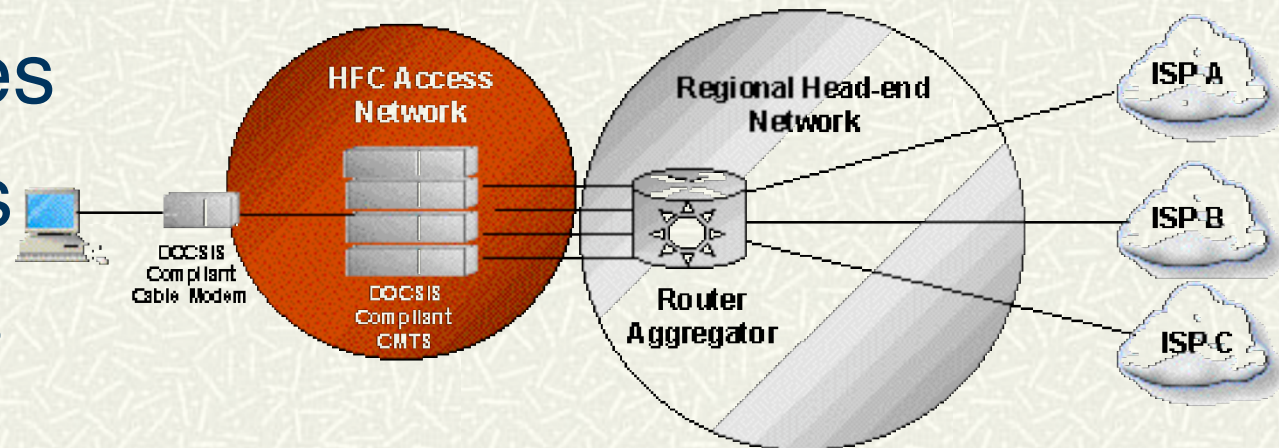 es
s
HFC Access
Network
DOCSIS
Compliant
Cable Modem
DOCSIS
Compliant
CMTS
Regional Head-end
Network
Router
Aggregator
ISP A
ISP B
ISP C